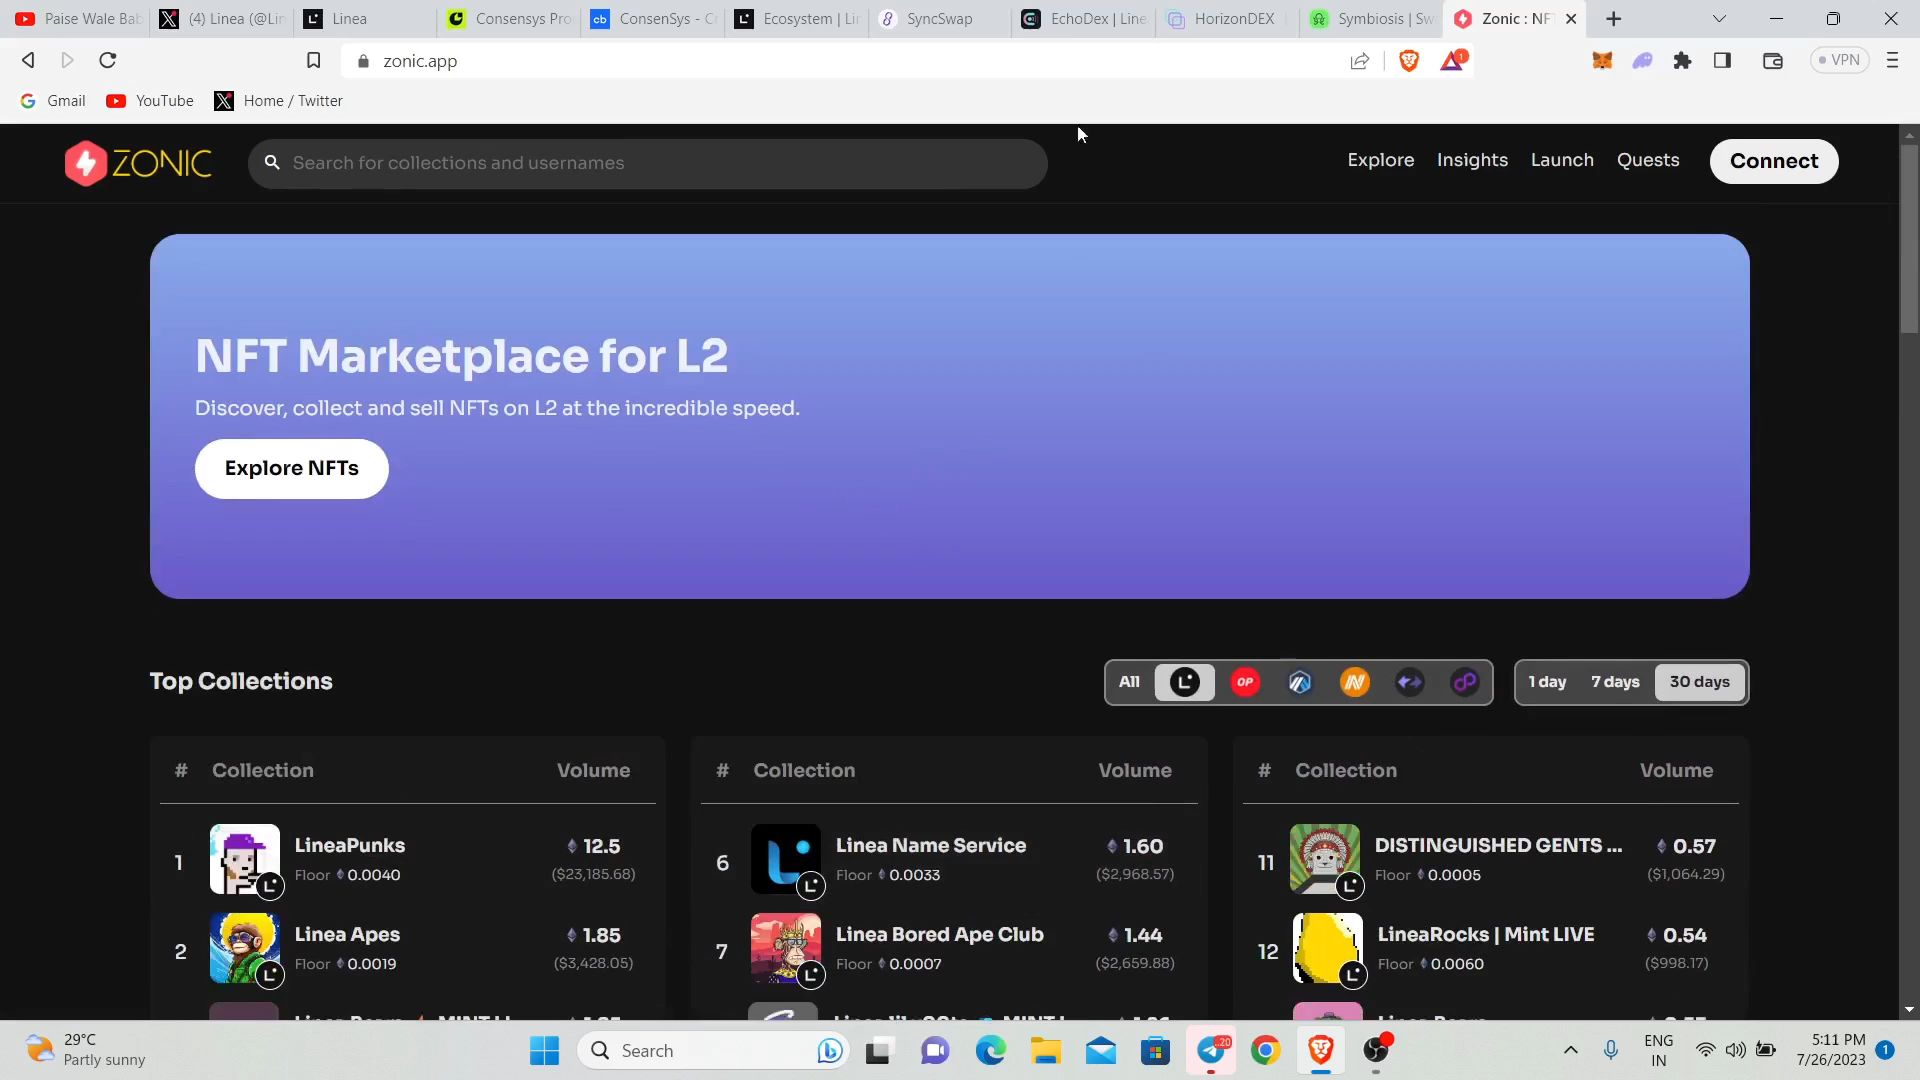 Paise Wale Bab
(4) Linea (@Lin
Linea
Consensys Pro
ConsenSys - C
Ecosystem | Lin
SyncSwap
EchoDex | Line
HorizonDEX
Symbiosis | Sw
Zonic : NF
zonic.app
1
VPN
Gmail
YouTube
Home / Twitter
ZONIC
Search for collections and usernames
Explore
Insights
Launch
Quests
Connect
NFT Marketplace for L2
Discover, collect and sell NFTs on L2 at the incredible speed.
Explore NFTs
Top Collections
All
OP
1 day
7 days
30 days
# Collection Volume
1
LineaPunks
12.5
Floor 0.0040
($23,185.68)
2
Linea Apes
1.85
Floor 0.0019
($3,428.05)
# Collection Volume
6
Linea Name Service
1.60
Floor 0.0033
($2,968.57)
7
Linea Bored Ape Club
1.44
Floor 0.0007
($2,659.88)
# Collection Volume
11
DISTINGUISHED GENTS ...
0.57
Floor 0.0005
($1,064.29)
12
LineaRocks | Mint LIVE
0.54
Floor 0.0060
($998.17)
29°C
Partly sunny
Search
20
ENG
IN
5:11 PM
7/26/2023
1